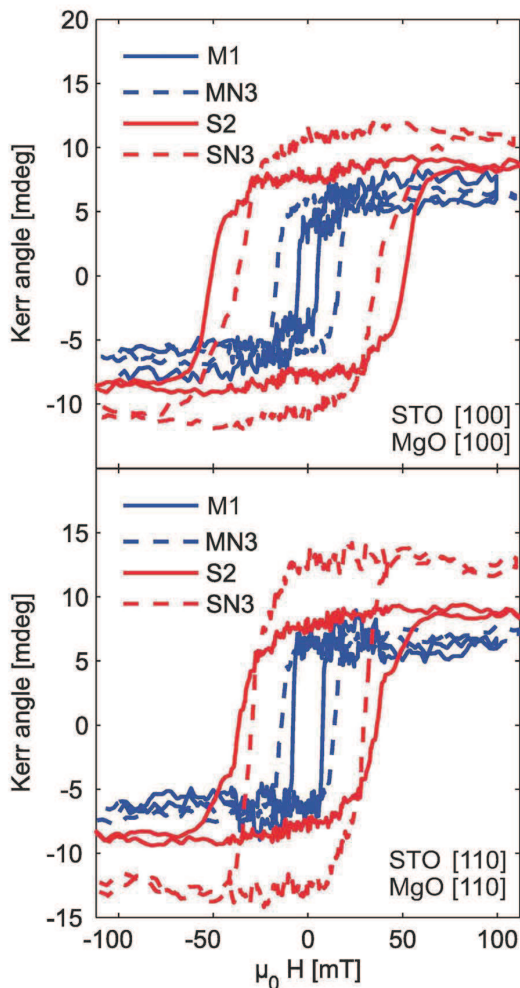 20
15
10
5
0
-5
-10
Kerr angle [mdeg]
M1
MN3
S2
SN3
STO [100]
MgO [100]
15
10
5
0
-5
-10
-15
Kerr angle [mdeg]
M1
MN3
S2
SN3
STO [110]
MgO [110]
-100 -50 0 50 100
μ0 H [mT]